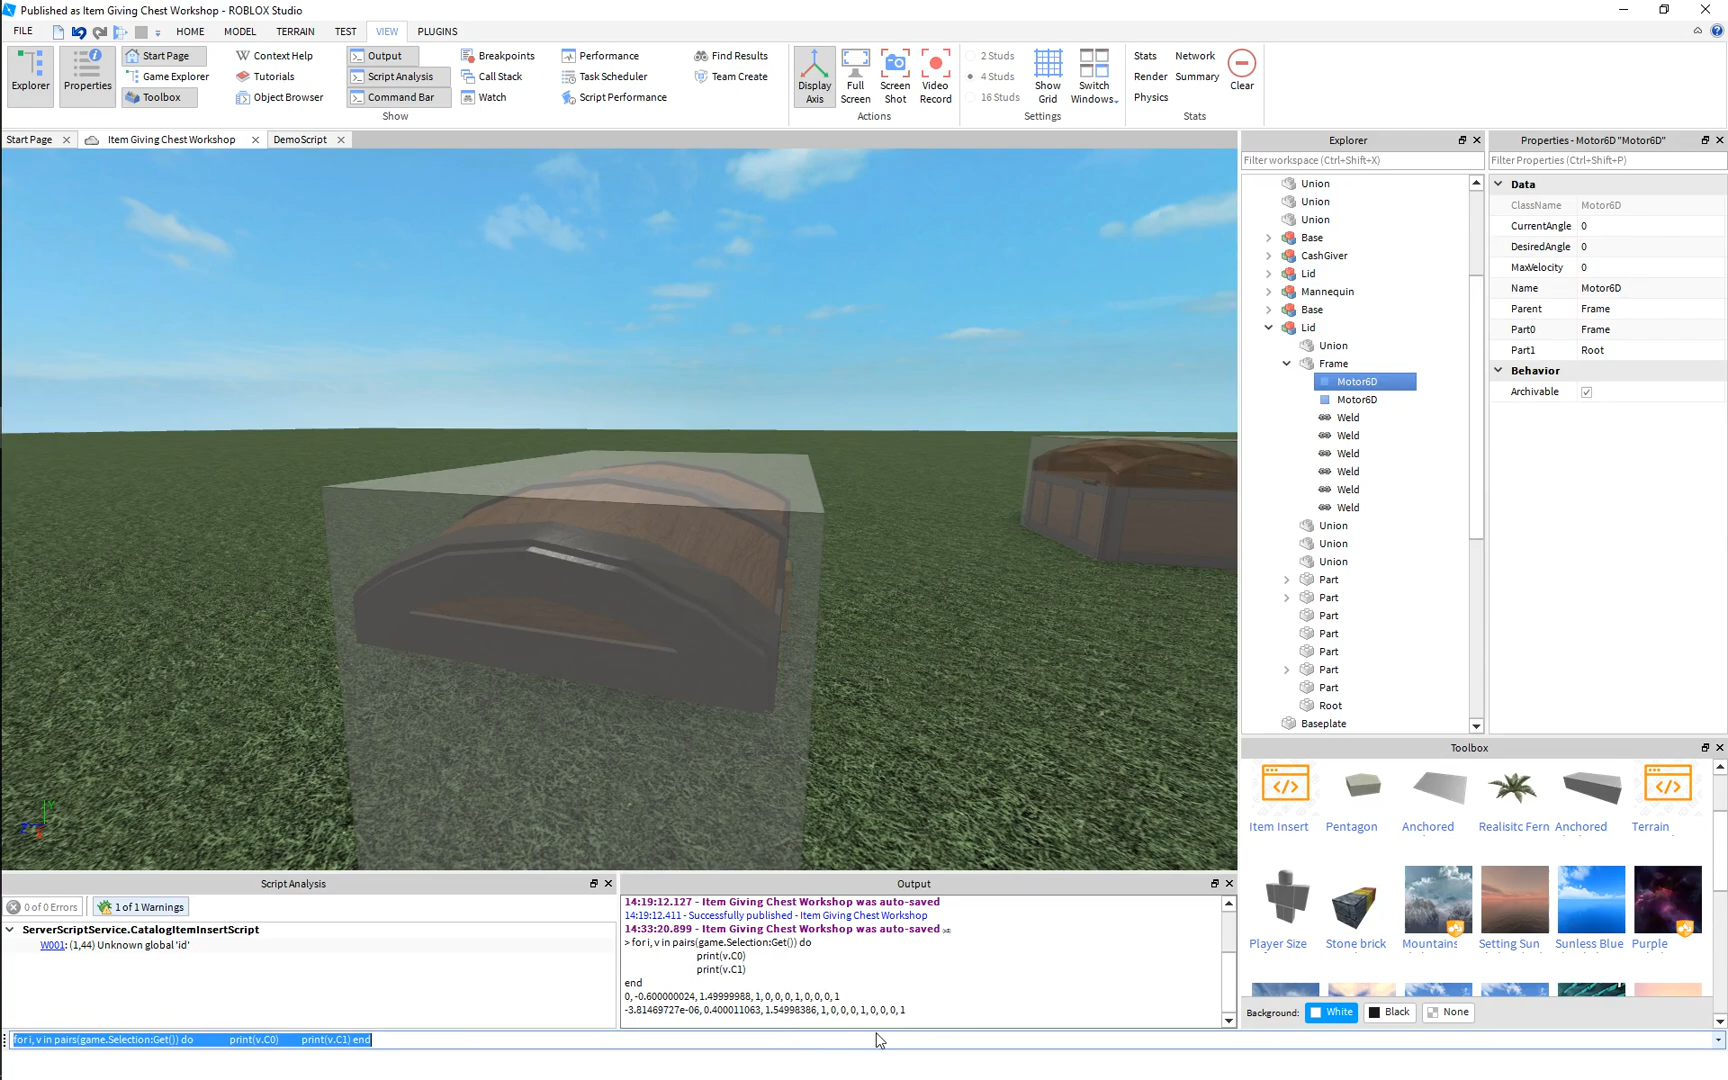 Published as Item Giving Chest Workshop - ROBLOX Studio
FILE HOME MODEL TERRAIN TEST VIEW PLUGINS
Explorer
Properties
Start Page
Game Explorer
Toolbox
Context Help
Tutorials
Object Browser
Output
Script Analysis
Command Bar
Breakpoints
Call Stack
Watch
Performance
Task Scheduler
Script Performance
Find Results
Team Create
Show
Display Axis
Full Screen
Screen Shot
Video Record
Actions
2 Studs
4 Studs
16 Studs
Show Grid
Switch Windows
Settings
Stats
Render
Physics
Network
Summary
Clear
Stats
Start Page
Item Giving Chest Workshop
DemoScript
Explorer
Filter workspace (Ctrl+Shift+X)
Union
Union
Union
Base
CashGiver
Lid
Mannequin
Base
Lid
Union
Frame
Motor6D
Motor6D
Weld
Weld
Weld
Weld
Weld
Weld
Union
Union
Union
Part
Part
Part
Part
Part
Part
Part
Root
Baseplate
Properties - Motor6D "Motor6D"
Filter Properties (Ctrl+Shift+P)
Data
ClassName Motor6D
CurrentAngle 0
DesiredAngle 0
MaxVelocity 0
Name Motor6D
Parent Frame
Part0 Frame
Part1 Root
Behavior
Archivable
Toolbox
Item Insert
Pentagon
Anchored
Realisitc Fern
Anchored
Terrain
Player Size
Stone brick
Mountains
Setting Sun
Sunless Blue
Purple
Background: White Black None
Script Analysis
0 of 0 Errors
1 of 1 Warnings
ServerScriptService.CatalogItemInsertScript
W001: (1,44) Unknown global 'id'
Output
14:19:12.127 - Item Giving Chest Workshop was auto-saved
14:19:12.411 - Successfully published - Item Giving Chest Workshop
14:33:20.899 - Item Giving Chest Workshop was auto-saved
> for i, v in pairs(game.Selection:Get()) do
print(v.C0)
print(v.C1)
end
0, -0.600000024, 1.49999988, 1, 0, 0, 0, 1, 0, 0, 0, 1
-3.81469727e-06, 0.400011063, 1.54998386, 1, 0, 0, 0, 1, 0, 0, 0, 1
for i, v in pairs(game.Selection:Get()) do print(v.C0) print(v.C1) end